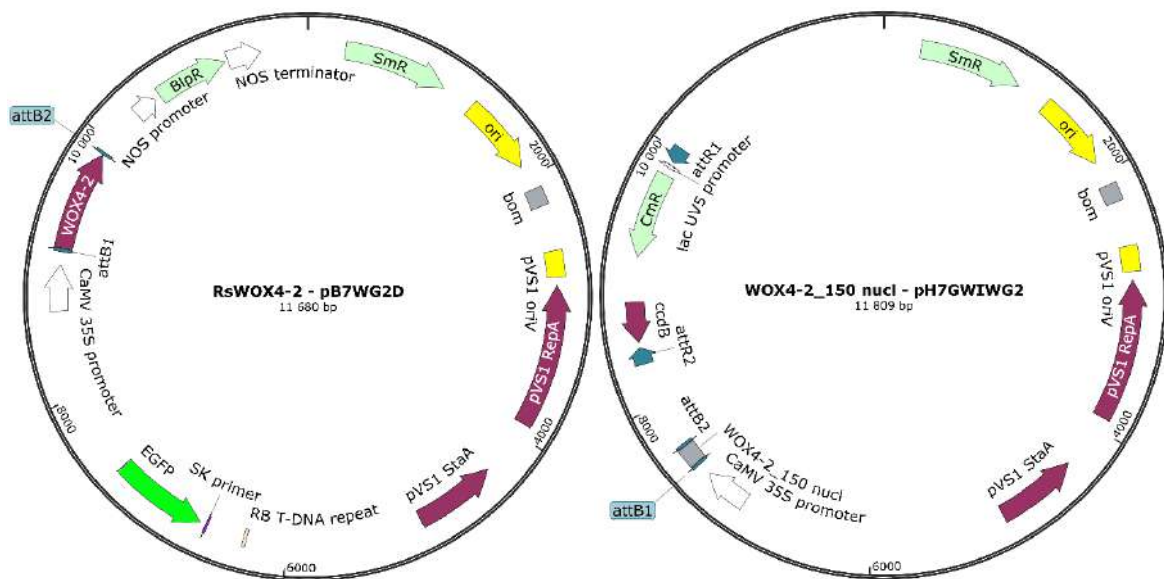 SmR
NOS terminator
BlpR
NOS promoter
attB2
10 000
WOX4-2
attB1
CaMV 35S promoter
8000
EGFP
SK primer
RB T-DNA repeat
6000
pVS1 StaA
4000
pVS1 RepA
pVS1 oriV
bom
2000
ori
RsWOX4-2 - pB7WG2D
11 680 bp
SmR
ori
2000
bom
pVS1 oriV
pVS1 RepA
4000
pVS1 StaA
6000
CaMV 35S promoter
WOX4-2_150 nucl
attB1
attB2
8000
attR2
ccdB
CmR
lac UV5 promoter
attR1
10 000
WOX4-2_150 nucl - pH7GWIWG2
11 809 bp